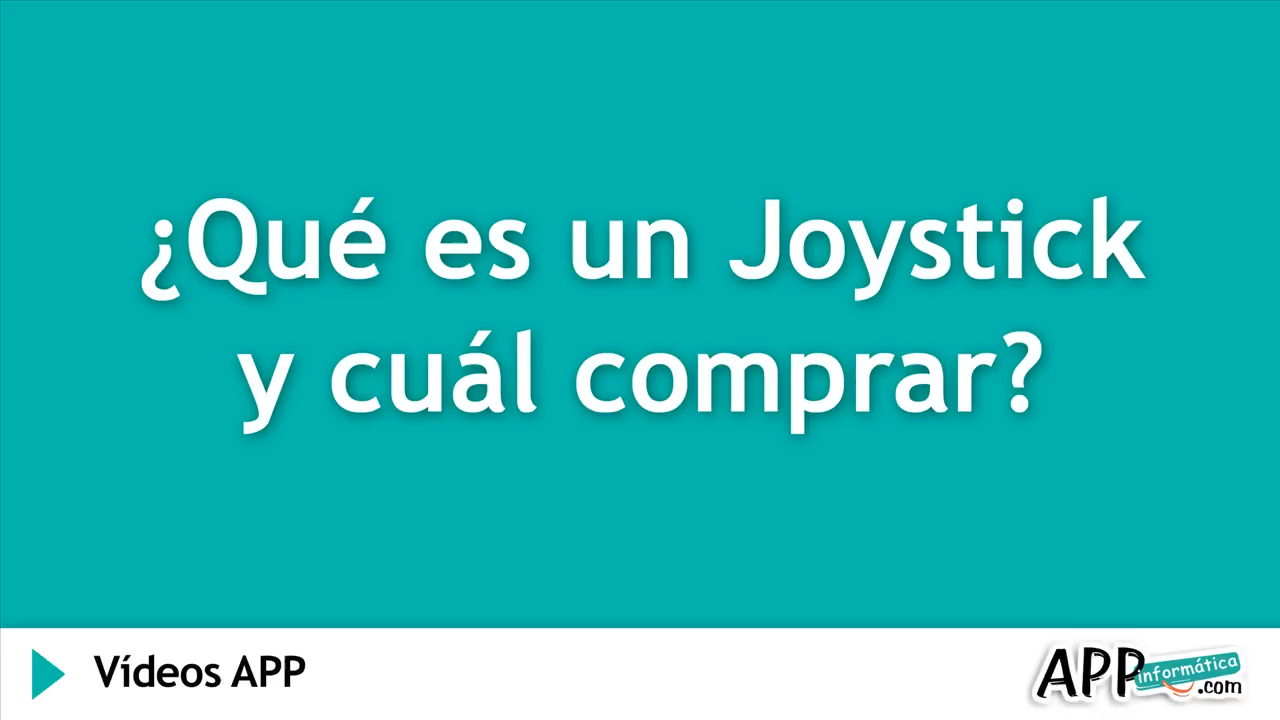 ¿Qué es un Joystick
y cuál comprar?
Vídeos APP
APP informática
.com